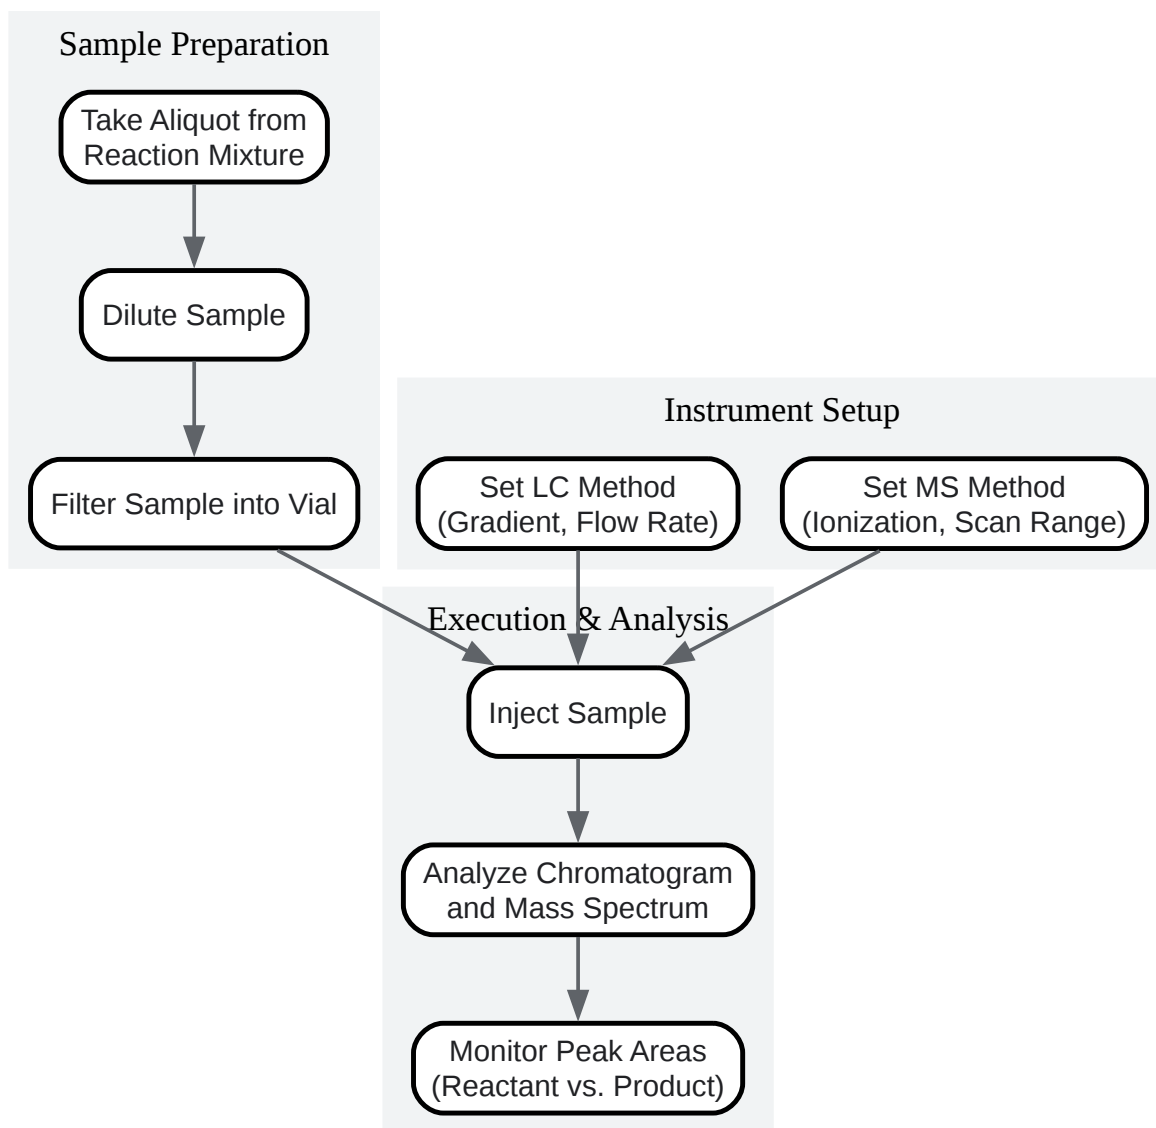 Sample Preparation
Take Aliquot from
Reaction Mixture
Dilute Sample
Filter Sample into Vial
Instrument Setup
Set LC Method
(Gradient, Flow Rate)
Set MS Method
(Ionization, Scan Range)
Execution & Analysis
Inject Sample
Analyze Chromatogram
and Mass Spectrum
Monitor Peak Areas
(Reactant vs. Product)